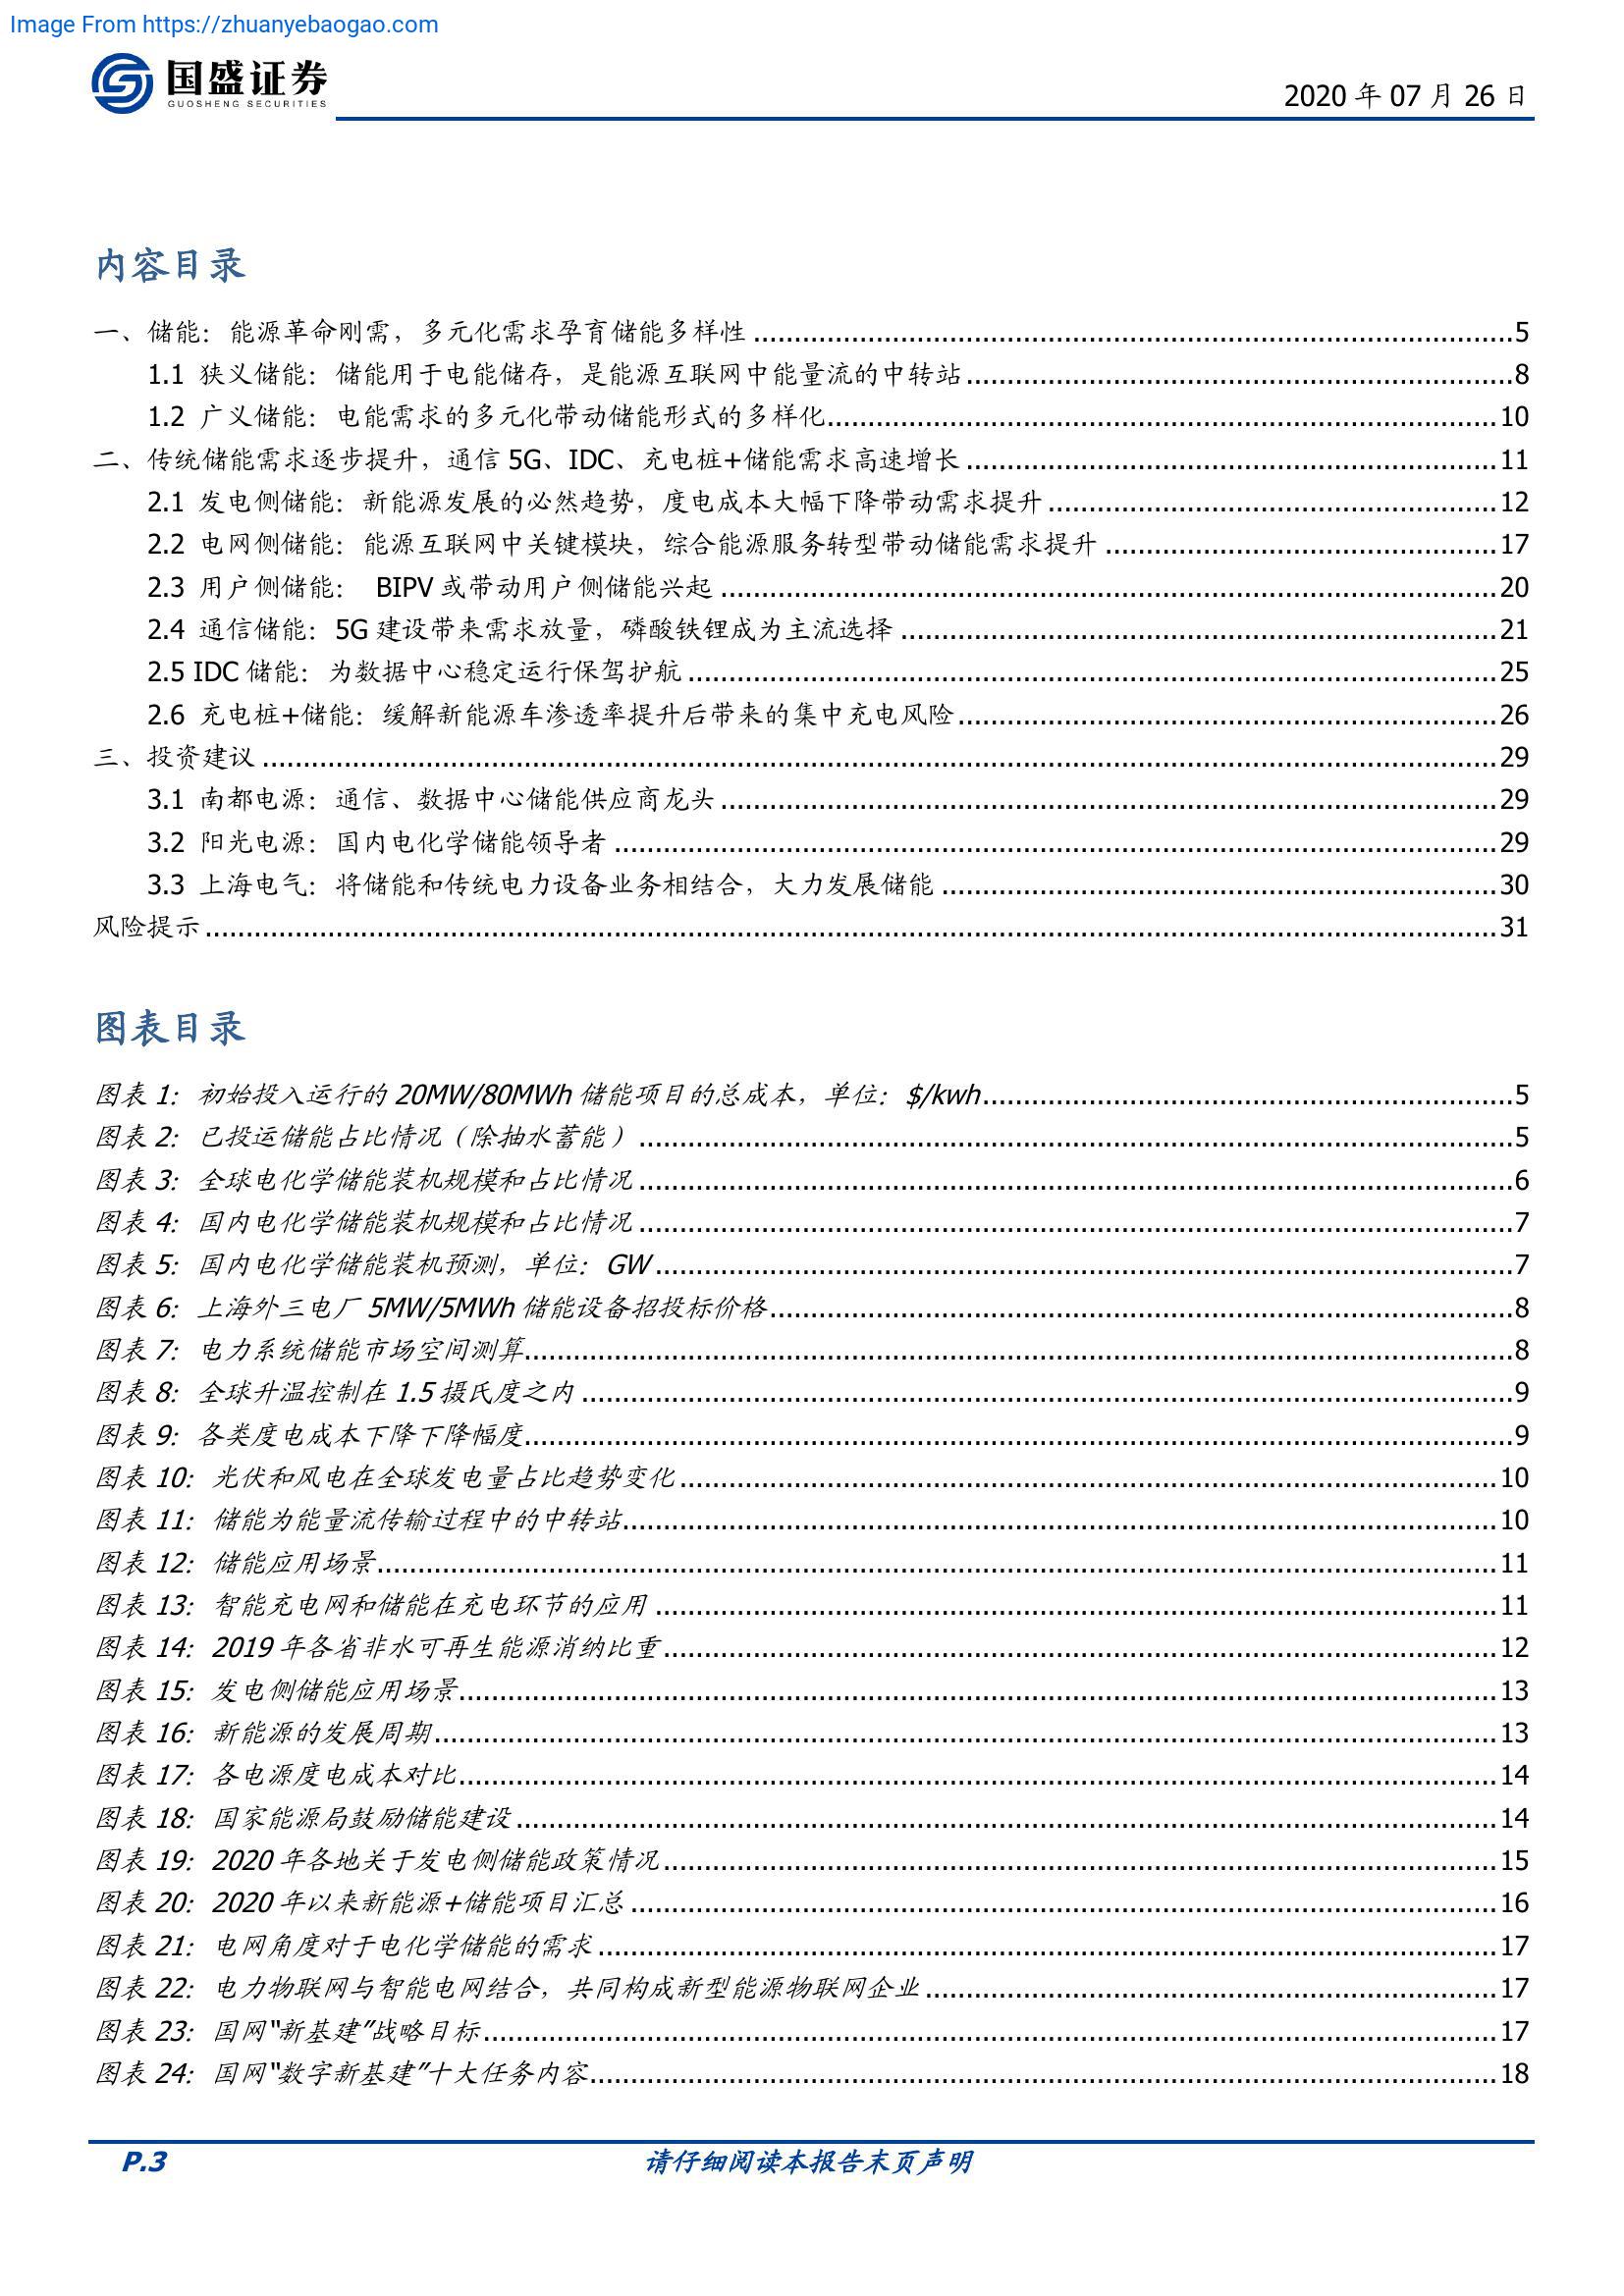 Image From https://zhuanyebaogao.com
国盛证券
GUOSHENG SECURITIES
2020 年 07 月 26 日
内容目录
一、储能：能源革命刚需，多元化需求孕育储能多样性 5
1.1 狭义储能：储能用于电能储存，是能源互联网中能量流的中转站 8
1.2 广义储能：电能需求的多元化带动储能形式的多样化 10
二、传统储能需求逐步提升，通信 5G、IDC、充电桩+储能需求高速增长 11
2.1 发电侧储能：新能源发展的必然趋势，度电成本大幅下降带动需求提升 12
2.2 电网侧储能：能源互联网中关键模块，综合能源服务转型带动储能需求提升 17
2.3 用户侧储能： BIPV 或带动用户侧储能兴起 20
2.4 通信储能：5G 建设带来需求放量，磷酸铁锂成为主流选择 21
2.5 IDC 储能：为数据中心稳定运行保驾护航 25
2.6 充电桩+储能：缓解新能源车渗透率提升后带来的集中充电风险 26
三、投资建议 29
3.1 南都电源：通信、数据中心储能供应商龙头 29
3.2 阳光电源：国内电化学储能领导者 29
3.3 上海电气：将储能和传统电力设备业务相结合，大力发展储能 30
风险提示 31
图表目录
图表 1：初始投入运行的 20MW/80MWh 储能项目的总成本，单位：$/kwh 5
图表 2：已投运储能占比情况（除抽水蓄能） 5
图表 3：全球电化学储能装机规模和占比情况 6
图表 4：国内电化学储能装机规模和占比情况 7
图表 5：国内电化学储能装机预测，单位：GW 7
图表 6：上海外三电厂 5MW/5MWh 储能设备招投标价格 8
图表 7：电力系统储能市场空间测算 8
图表 8：全球升温控制在 1.5 摄氏度之内 9
图表 9：各类度电成本下降下降幅度 9
图表 10：光伏和风电在全球发电量占比趋势变化 10
图表 11：储能为能量流传输过程中的中转站 10
图表 12：储能应用场景 11
图表 13：智能充电网和储能在充电环节的应用 11
图表 14：2019 年各省非水可再生能源消纳比重 12
图表 15：发电侧储能应用场景 13
图表 16：新能源的发展周期 13
图表 17：各电源度电成本对比 14
图表 18：国家能源局鼓励储能建设 14
图表 19：2020 年各地关于发电侧储能政策情况 15
图表 20：2020 年以来新能源+储能项目汇总 16
图表 21：电网角度对于电化学储能的需求 17
图表 22：电力物联网与智能电网结合，共同构成新型能源物联网企业 17
图表 23：国网“新基建”战略目标 17
图表 24：国网“数字新基建”十大任务内容 18
P.3
请仔细阅读本报告末页声明